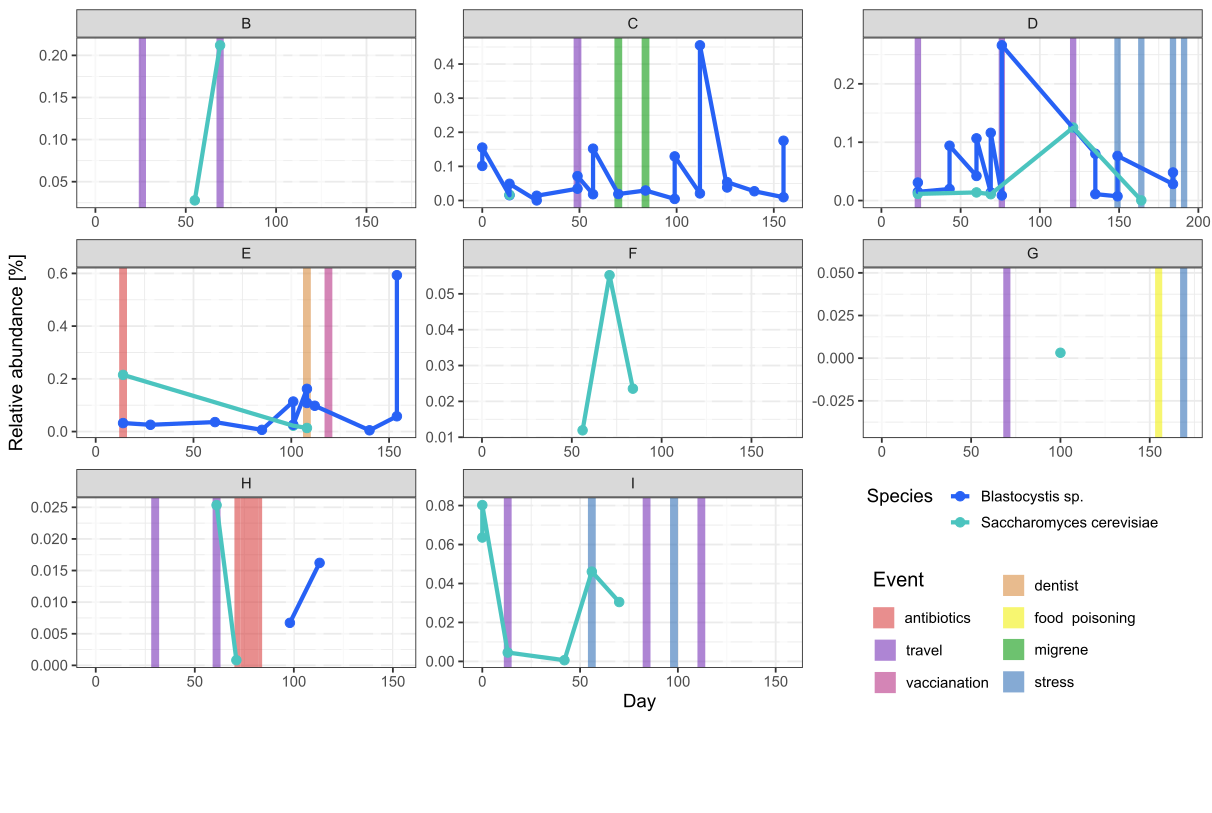 B
0.20
0.15
0.10
0.05
0 50 100 150
C
0.4
0.3
0.2
0.1
0.0
0 50 100 150
D
0.2
0.1
0.0
0 50 100 150 200
Relative abundance [%]
E
0.6
0.4
0.2
0.0
0 50 100 150
F
0.05
0.04
0.03
0.02
0.01
0 50 100 150
G
0.050
0.025
0.000
-0.025
0 50 100 150
H
0.025
0.020
0.015
0.010
0.005
0.000
0 50 100 150
I
0.08
0.06
0.04
0.02
0.00
0 50 100 150
Day
Species
Blastocystis sp.
Saccharomyces cerevisiae
Event
antibiotics
travel
vaccianation
dentist
food poisoning
migrene
stress